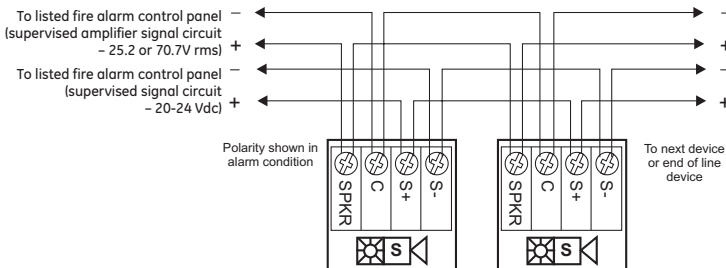 To listed fire alarm control panel
(supervised amplifier signal circuit
– 25.2 or 70.7V rms)
−
+
−
+
To listed fire alarm control panel
(supervised signal circuit
– 20-24 Vdc)
−
+
−
+
Polarity shown in
alarm condition
SPKR
C
S+
S-
SPKR
C
S+
S-
To next device
or end of line
device
S
S